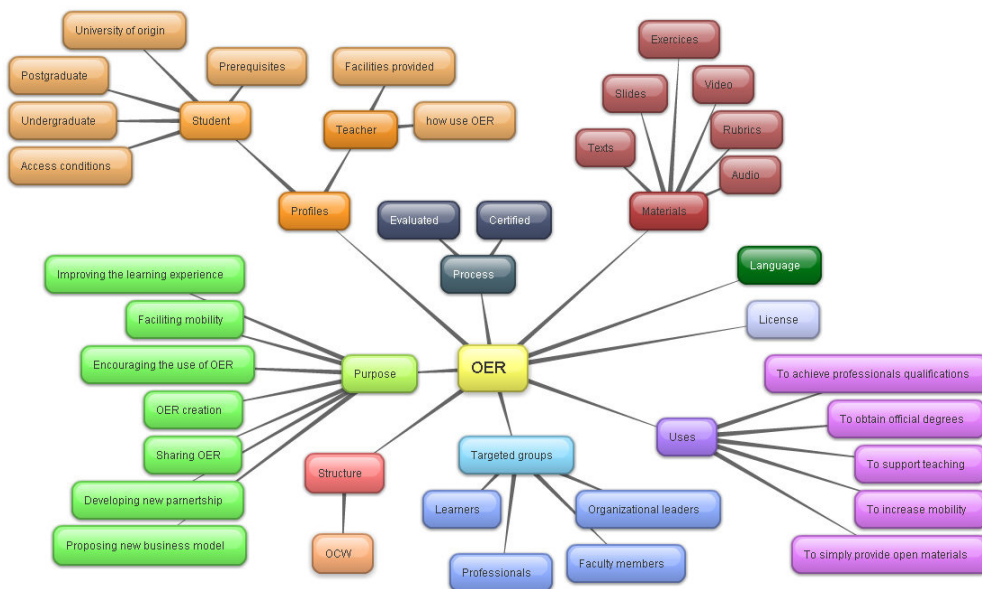 University of origin
Exercices
Postgraduate
Prerequisites
Facilities provided
Video
Slides
Undergraduate
Student
Teacher
how use OER
Rubrics
Texts
Access conditions
Audio
Profiles
Evaluated
Certified
Materials
Improving the learning experience
Process
Language
Faciliting mobility
License
Encouraging the use of OER
Purpose
OER
To achieve professionals qualifications
OER creation
To obtain official degrees
Uses
Sharing OER
Structure
Targeted groups
To support teaching
Developing new parnertship
Learners
Organizational leaders
To increase mobility
Proposing new business model
OCW
Professionals
Faculty members
To simply provide open materials